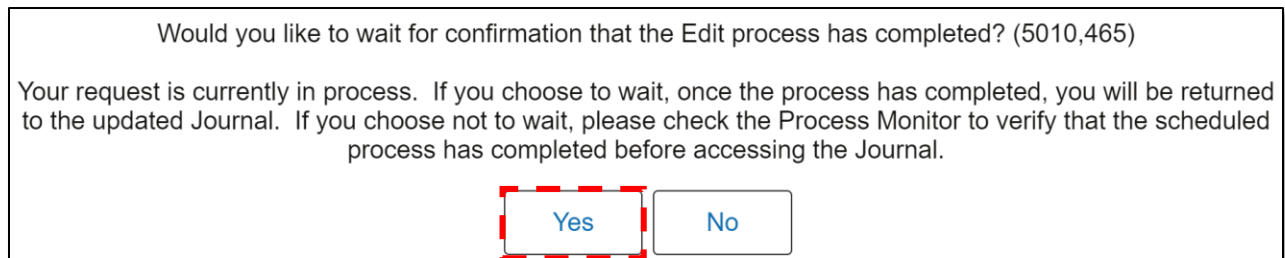 Would you like to wait for confirmation that the Edit process has completed? (5010,465)
Your request is currently in process.  If you choose to wait, once the process has completed, you will be returned
to the updated Journal.  If you choose not to wait, please check the Process Monitor to verify that the scheduled
process has completed before accessing the Journal.
Yes No